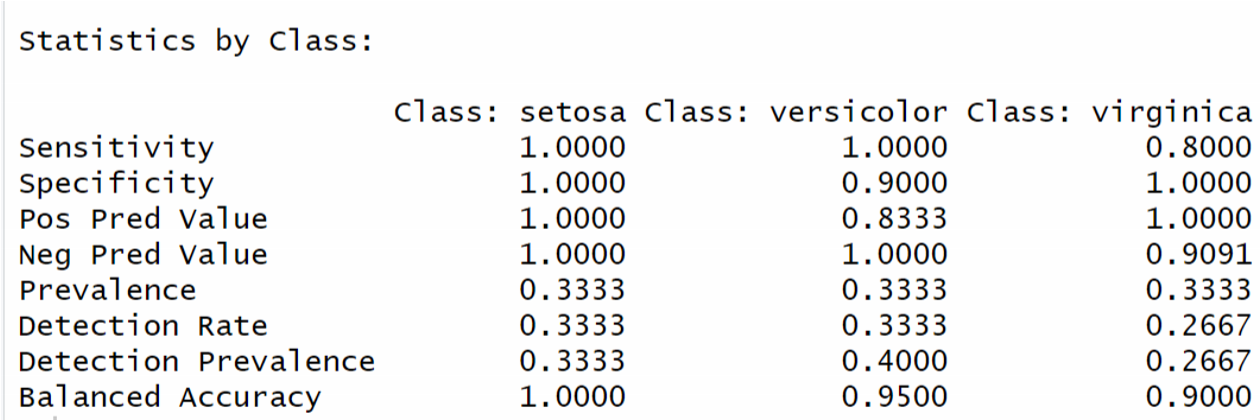 Statistics by Class:
Class: setosa Class: versicolor Class: virginica
Sensitivity 1.0000 1.0000 0.8000
Specificity 1.0000 0.9000 1.0000
Pos Pred Value 1.0000 0.8333 1.0000
Neg Pred Value 1.0000 1.0000 0.9091
Prevalence 0.3333 0.3333 0.3333
Detection Rate 0.3333 0.3333 0.2667
Detection Prevalence 0.3333 0.4000 0.2667
Balanced Accuracy 1.0000 0.9500 0.9000